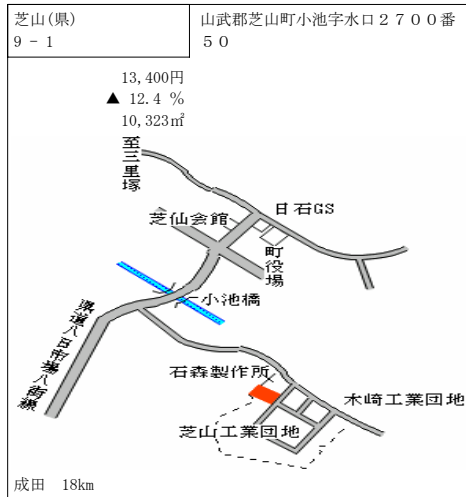 芝山(県)
9 - 1
山武郡芝山町小池字水口２７００番
５０
13,400円
▲ 12.4 %
10,323㎡
至三里塚
日石GS
芝仙会館
町役場
小池橋
県道八日市場八街線
石森製作所
木崎工業団地
芝山工業団地
成田 18km